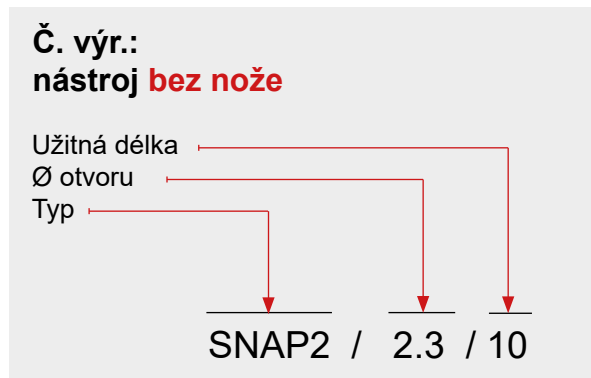 Č. výr.:
nástroj bez nože
Užitná délka
Ø otvoru
Typ
SNAP2 / 2.3 / 10